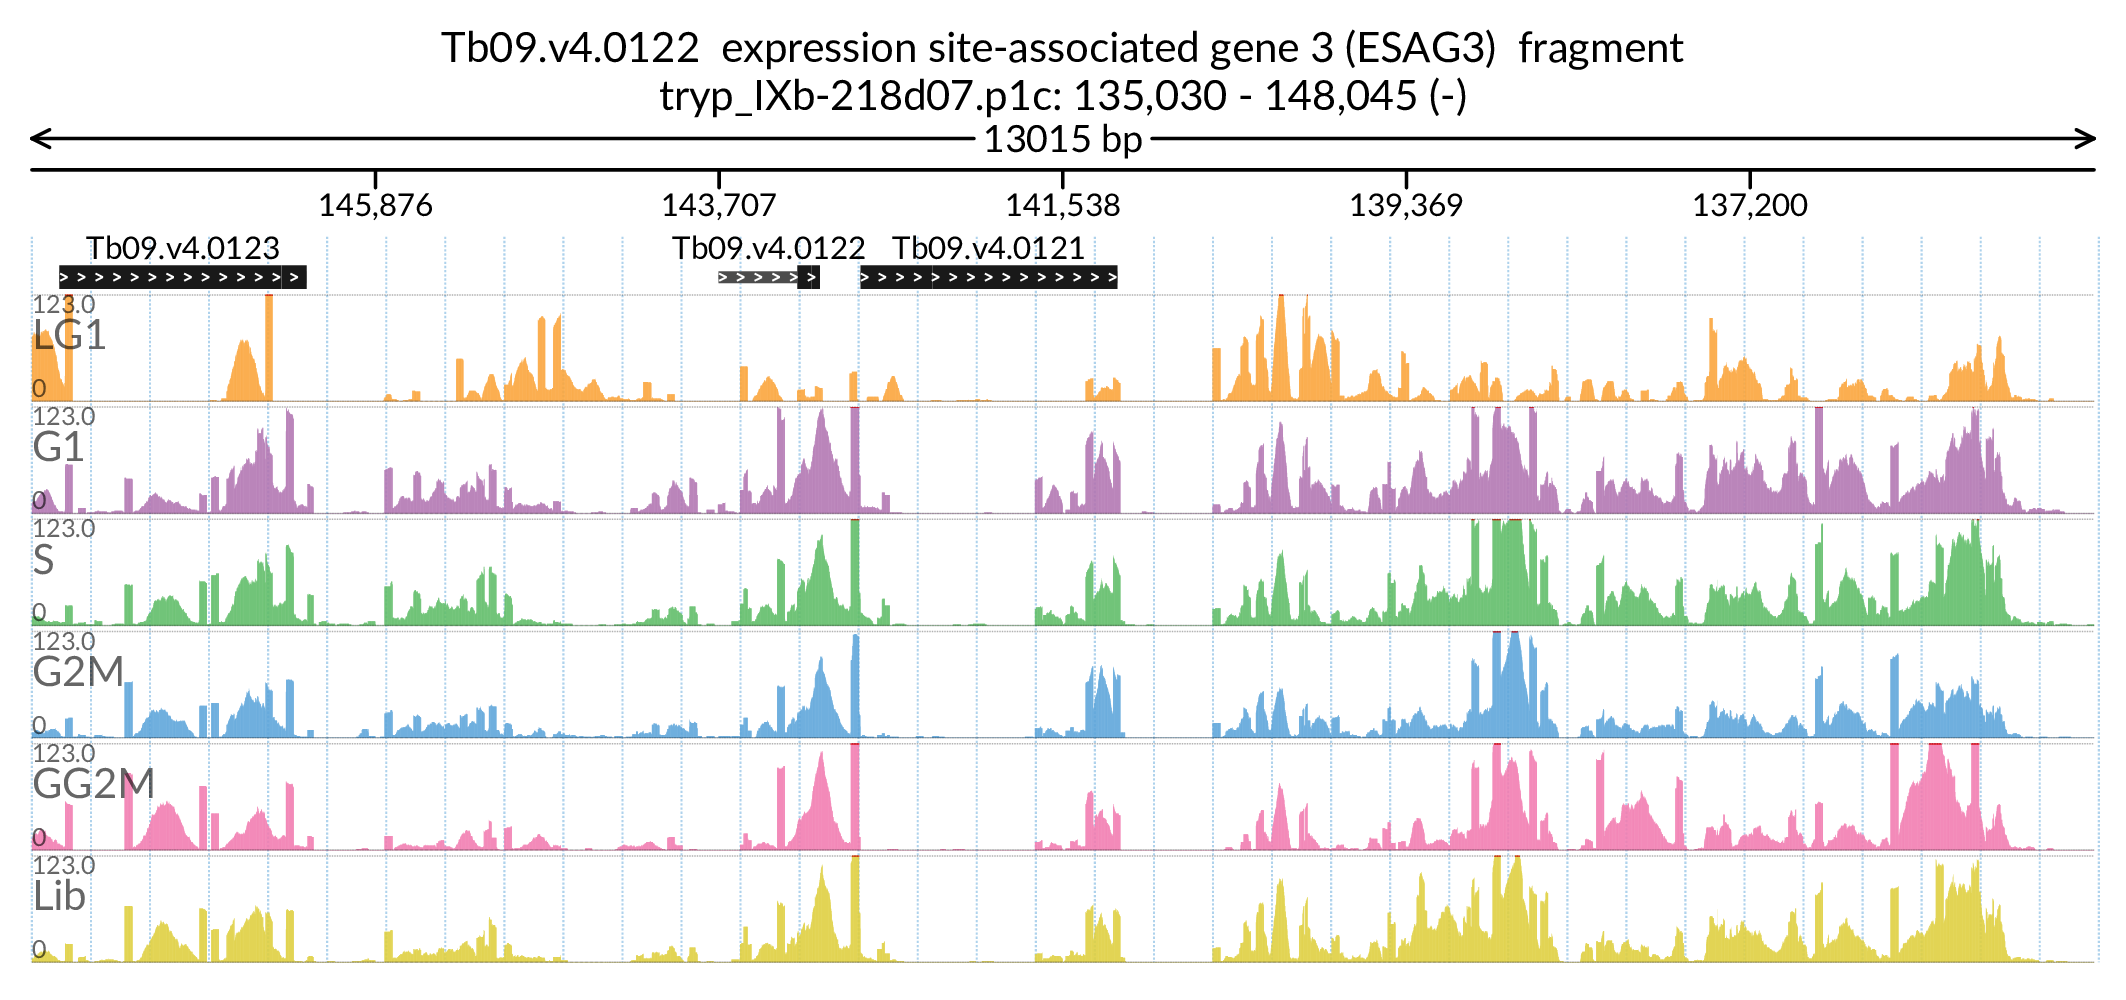 Tb09.v4.0122 expression site-associated gene 3 (ESAG3) fragment
tryp_IXb-218d07.p1c: 135,030 - 148,045 (-)
13015 bp
145,876 143,707 141,538 139,369 137,200
Tb09.v4.0123 Tb09.v4.0122 Tb09.v4.0121
123.0
LG1
0
123.0
G1
0
123.0
S
0
123.0
G2M
0
123.0
GG2M
0
123.0
Lib
0